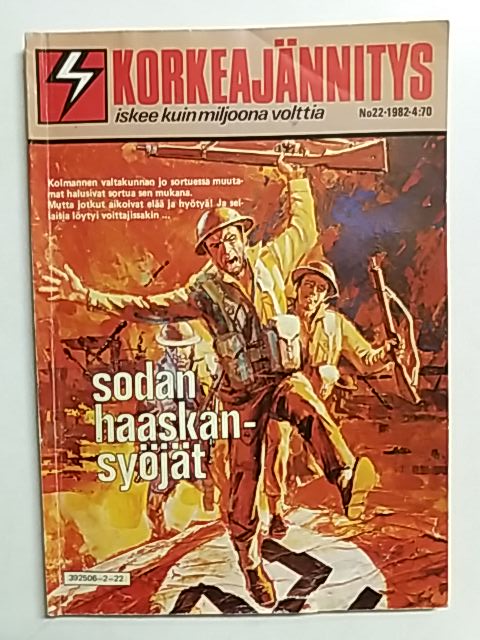 KORKEAJÄNNITYS
iskee kuin miljoona volttia
No22-1982-4:70
Kolmannen valtakunnan jo sortuessa muuta-
mat halusivat sortua sen mukana.
Mutta jotkut aikoivat elää ja hyötyä! Ja sel-
laisia löytyi voittajissakin ...
sodan
haaskan-
syöjät
392506-2-22